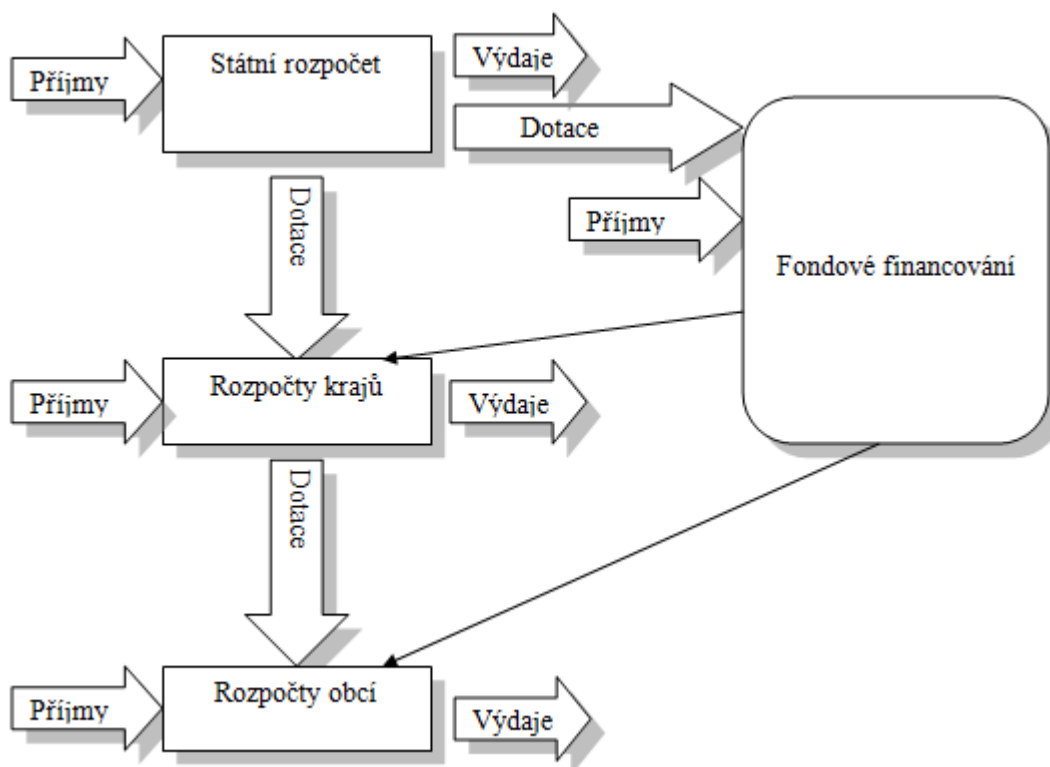 Příjmy
Státní rozpočet
Výdaje
Dotace
Dotace
Příjmy
Fondové financování
Příjmy
Rozpočty krajů
Výdaje
Dotace
Příjmy
Rozpočty obcí
Výdaje